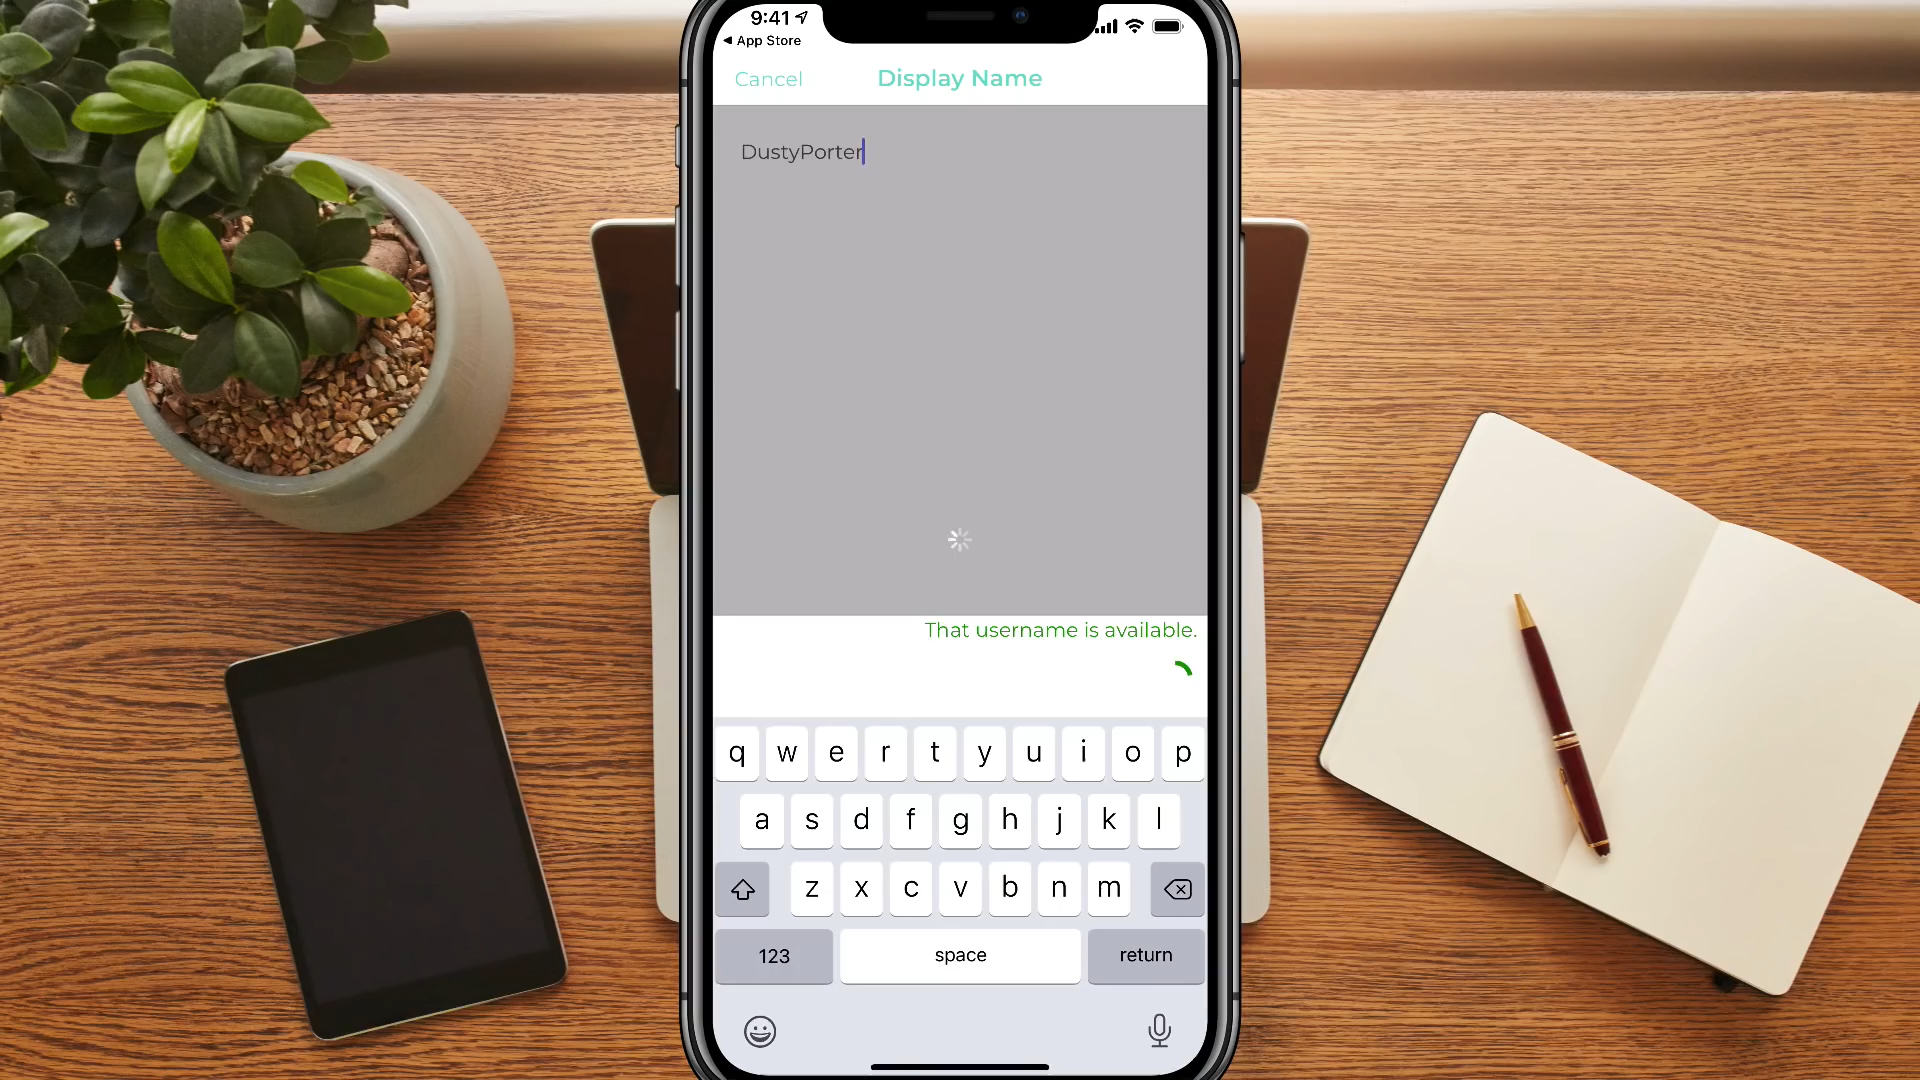 9:41
App Store
Cancel Display Name
DustyPorter
That username is available.
q w e r t y u i o p
a s d f g h j k l
z x c v b n m
123 space return